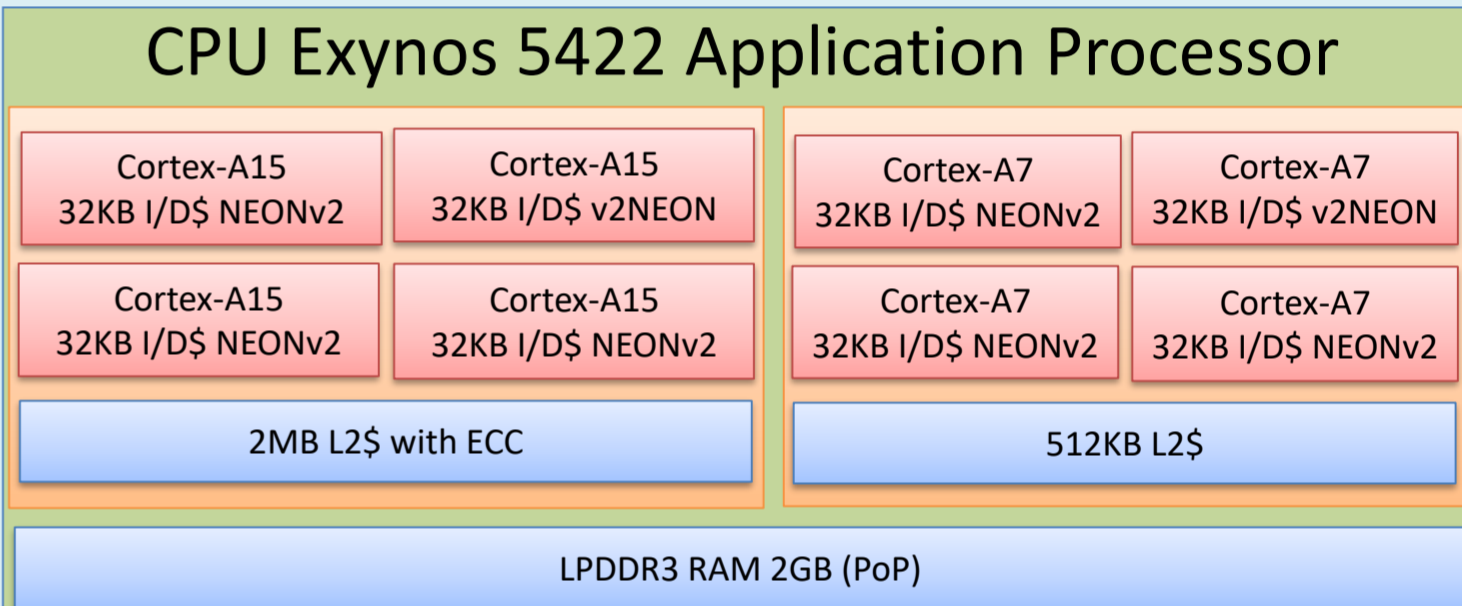 CPU Exynos 5422 Application Processor
Cortex-A15
32KB I/D$ NEONv2
Cortex-A15
32KB I/D$ v2NEON
Cortex-A15
32KB I/D$ NEONv2
Cortex-A15
32KB I/D$ NEONv2
2MB L2$ with ECC
Cortex-A7
32KB I/D$ NEONv2
Cortex-A7
32KB I/D$ v2NEON
Cortex-A7
32KB I/D$ NEONv2
Cortex-A7
32KB I/D$ NEONv2
512KB L2$
LPDDR3 RAM 2GB (PoP)